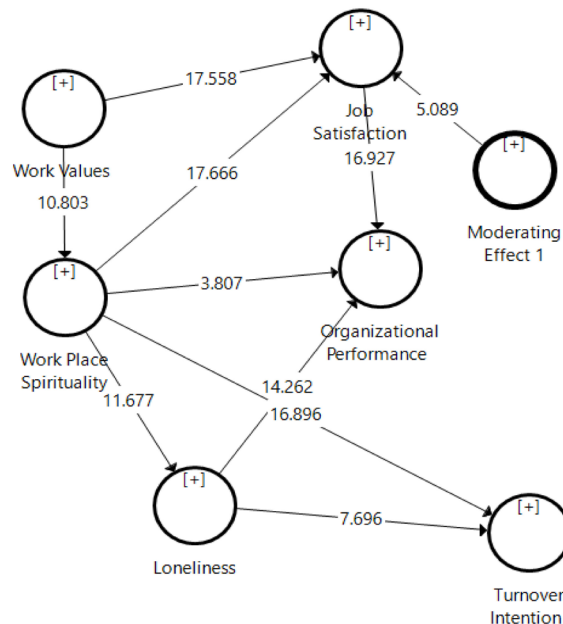 [+]
[+]
17.558
5.089
Job
Satisfaction
[+]
Work Values
16.927
17.666
10.803
Moderating
Effect 1
[+]
[+]
3.807
Organizational
Performance
Work Place
Spirituality
14.262
11.677
16.896
[+]
[+]
7.696
Loneliness
Turnover
Intention